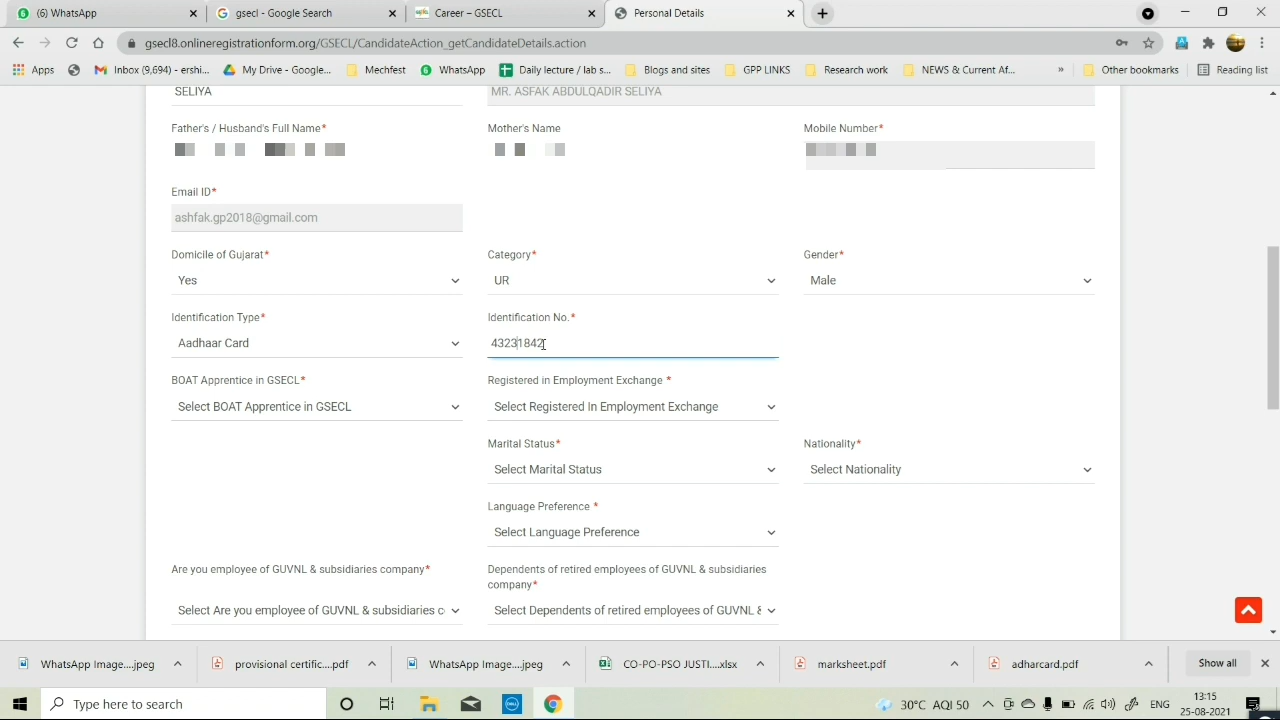 WhatsApp
gsecl - Google Search
Career – GSECL
Personal Details
gsecl8.onlineregistrationform.org/GSECL/CandidateAction_getCandidateDetails.action
Apps
Inbox (9,694) - ershi...
My Drive - Google...
Mechfest
WhatsApp
Daily lecture / lab s...
Blogs and sites
GPP LINKS
Research work
NEWS & Current Af...
»
Other bookmarks
Reading list
SELIYA
MR. ASFAK ABDULQADIR SELIYA
Father's / Husband's Full Name*
Mother's Name
Mobile Number*
Email ID*
ashfak.gp2018@gmail.com
Domicile of Gujarat*
Category*
Gender*
Yes
UR
Male
Identification Type*
Identification No.*
Aadhaar Card
43231842
BOAT Apprentice in GSECL*
Registered in Employment Exchange *
Select BOAT Apprentice in GSECL
Select Registered In Employment Exchange
Marital Status*
Nationality*
Select Marital Status
Select Nationality
Language Preference *
Select Language Preference
Are you employee of GUVNL & subsidiaries company*
Dependents of retired employees of GUVNL & subsidiaries
company*
Select Are you employee of GUVNL & subsidiaries c
Select Dependents of retired employees of GUVNL &
WhatsApp Image....jpeg
provisional certific....pdf
WhatsApp Image....jpeg
CO-PO-PSO JUSTI....xlsx
marksheet.pdf
adharcard.pdf
Show all
Type here to search
30°C AQI 50
ENG
13:15
25-08-2021